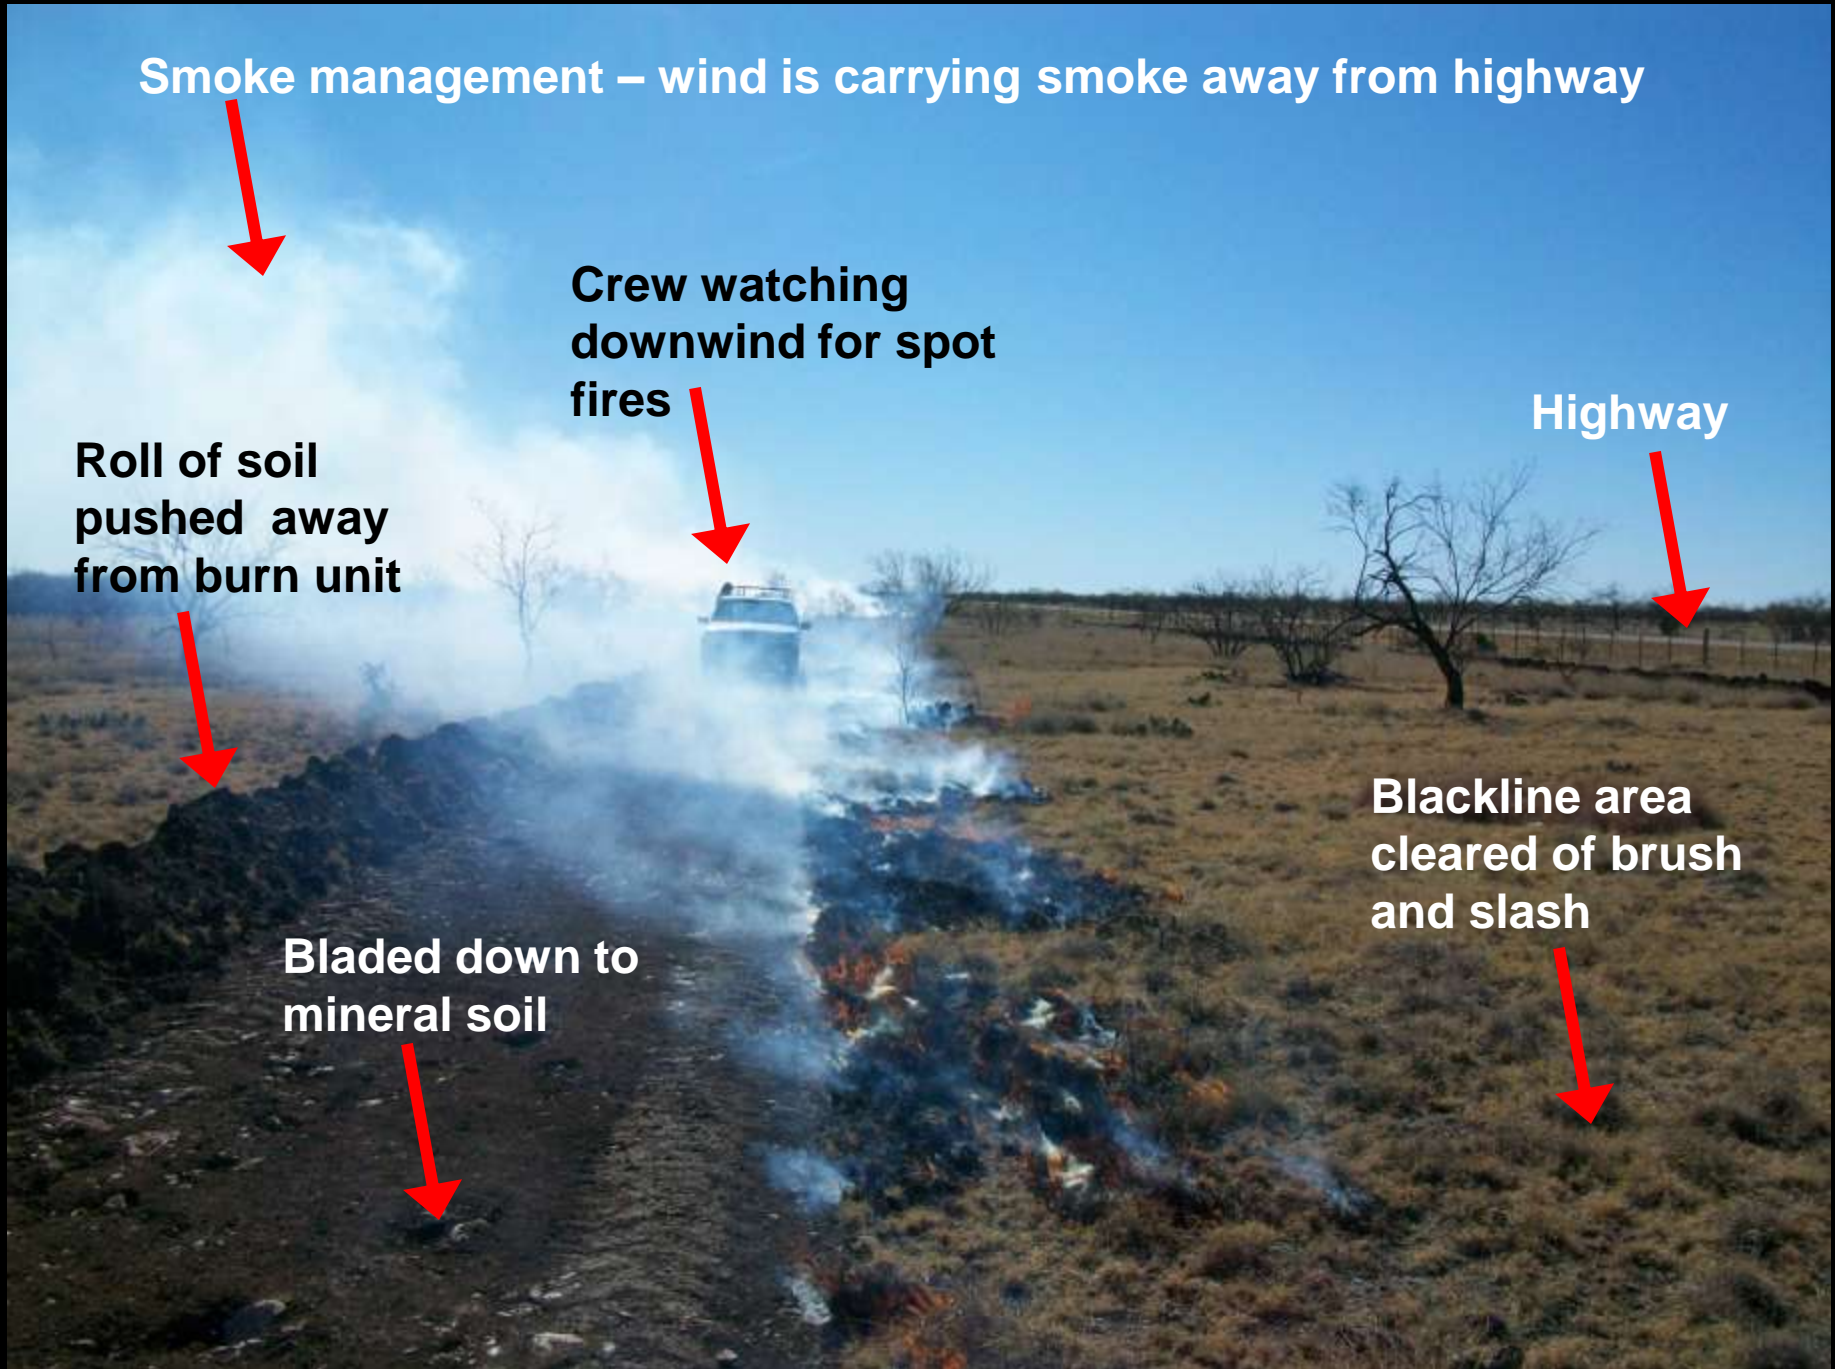 Smoke management – wind is carrying smoke away from highway
Crew watching
downwind for spot
fires
Highway
Roll of soil
pushed  away
from burn unit
Blackline area
cleared of brush
and slash
Bladed down to
mineral soil